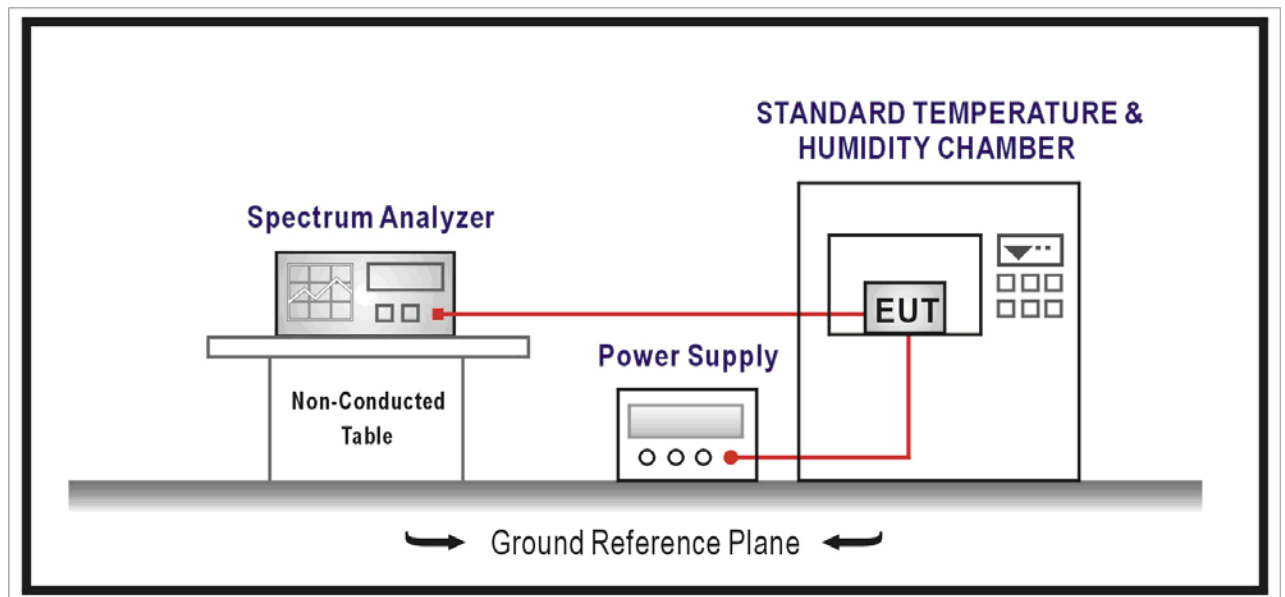 STANDARD TEMPERATURE &
HUMIDITY CHAMBER
Spectrum Analyzer
EUT
Power Supply
Non-Conducted
Table
Ground Reference Plane